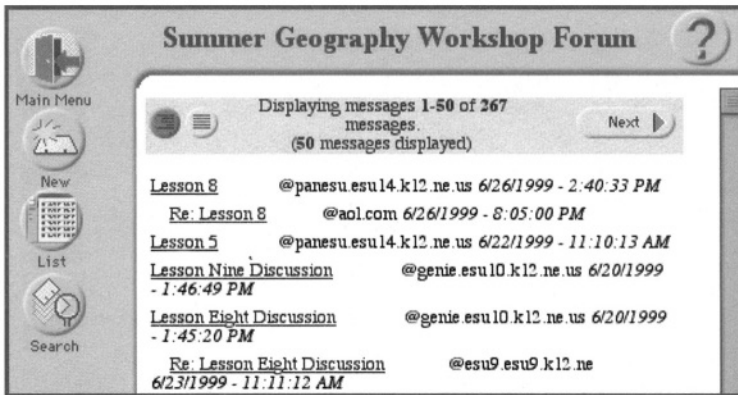 Summer Geography Workshop Forum
?
Main Menu
New
List
Search
Displaying messages 1-50 of 267
messages.
(50 messages displayed)
Next
Lesson 8 @panesu.esu14.k12.ne.us 6/26/1999 - 2:40:33 PM
Re: Lesson 8 @aol.com 6/26/1999 - 8:05:00 PM
Lesson 5 @panesu.esu14.k12.ne.us 6/22/1999 - 11:10:13 AM
Lesson Nine Discussion @genie.esu10.k12.ne.us 6/20/1999
- 1:46:49 PM
Lesson Eight Discussion @genie.esu10.k12.ne.us 6/20/1999
- 1:45:20 PM
Re: Lesson Eight Discussion @esu9.esu9.k12.ne
6/23/1999 - 11:11:12 AM